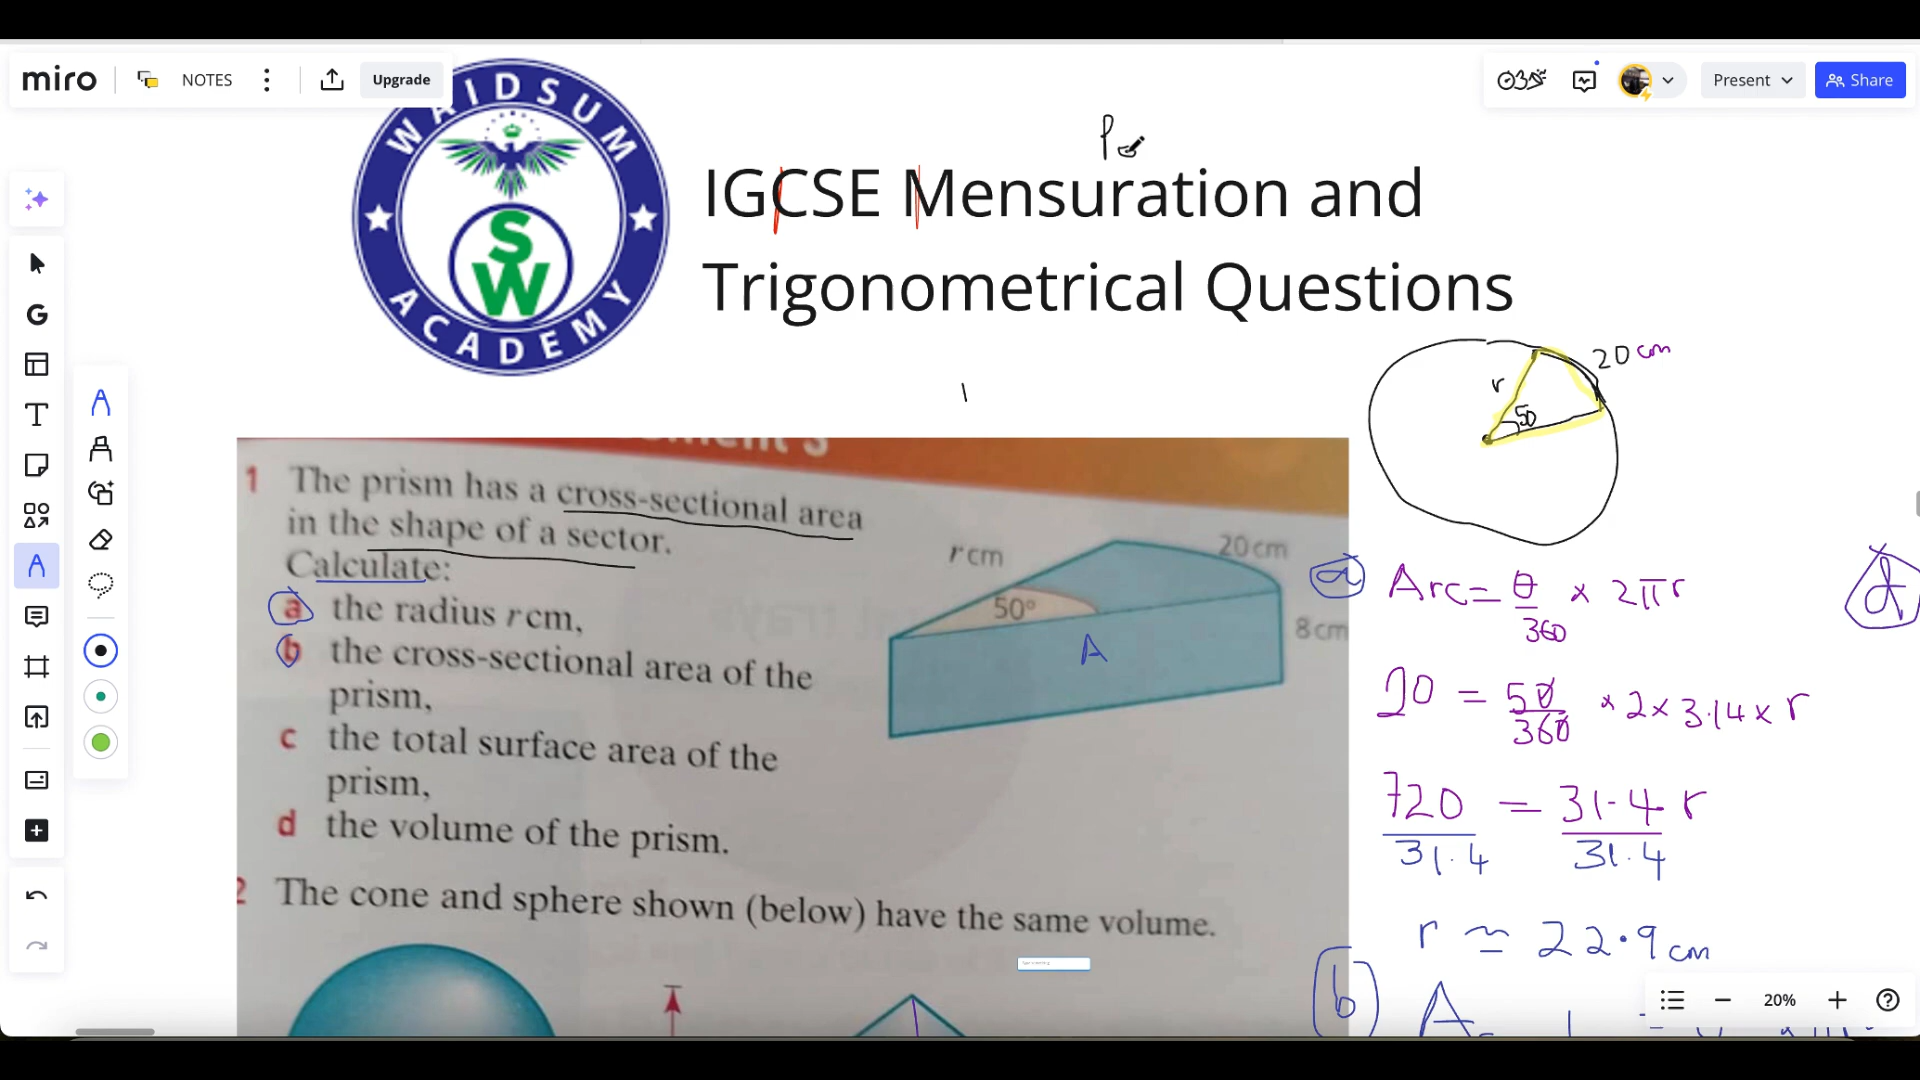 miro
NOTES
Upgrade
Present
Share
WAIDSUM
SW
ACADEMY
IGCSE Mensuration and
Trigonometrical Questions
20 cm
r
50
1 The prism has a cross-sectional area
in the shape of a sector.
Calculate:
a the radius r cm,
b the cross-sectional area of the
prism,
c the total surface area of the
prism,
d the volume of the prism.
r cm
20 cm
50°
8 cm
A
2 The cone and sphere shown (below) have the same volume.
a
Arc = θ/360 × 2πr
20 = 50/360 × 2 × 3.14 × r
720/31.4 = 31.4 r/31.4
r ≃ 22.9 cm
b
A
d
20%